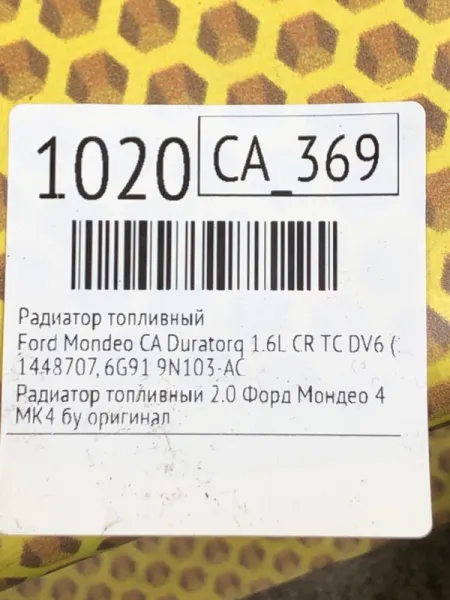 1020 CA_369
Радиатор топливный
Ford Mondeo CA Duratorq 1.6L CR TC DV6 (
1448707, 6G91 9N103-AC
Радиатор топливный 2.0 Форд Мондео 4
МК4 бу оригинал